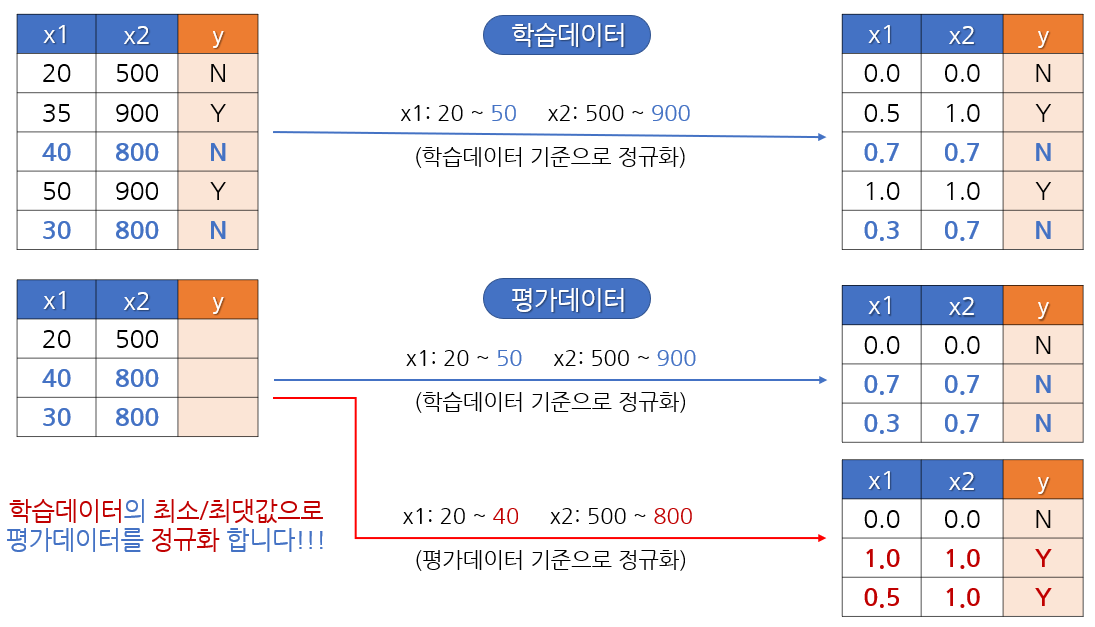 x1 x2 y
20 500 N
35 900 Y
40 800 N
50 900 Y
30 800 N
학습데이터
x1: 20 ~ 50 x2: 500 ~ 900
(학습데이터 기준으로 정규화)
x1 x2 y
0.0 0.0 N
0.5 1.0 Y
0.7 0.7 N
1.0 1.0 Y
0.3 0.7 N
x1 x2 y
20 500
40 800
30 800
평가데이터
x1: 20 ~ 50 x2: 500 ~ 900
(학습데이터 기준으로 정규화)
x1 x2 y
0.0 0.0 N
0.7 0.7 N
0.3 0.7 N
학습데이터의 최소/최댓값으로
평가데이터를 정규화 합니다!!!
x1: 20 ~ 40 x2: 500 ~ 800
(평가데이터 기준으로 정규화)
x1 x2 y
0.0 0.0 N
1.0 1.0 Y
0.5 1.0 Y